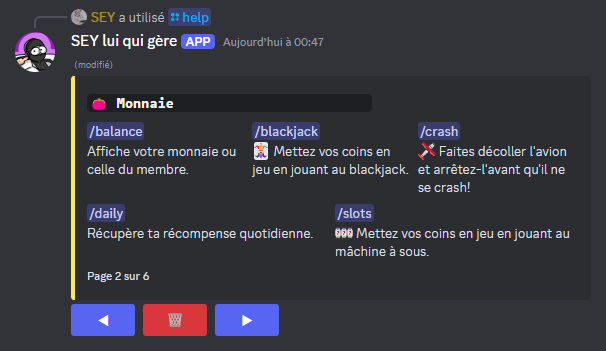 SEY a utilisé help
SEY lui qui gère APP Aujourd'hui à 00:47
(modifié)
Monnaie
/balance
Affiche votre monnaie ou
celle du membre.
/blackjack
Mettez vos coins en
jeu en jouant au blackjack.
/crash
Faites décoller l'avion
et arrêtez-l'avant qu'il ne
se crash!
/daily
Récupère ta récompense quotidienne.
/slots
Mettez vos coins en jeu en jouant au
mâchine à sous.
Page 2 sur 6